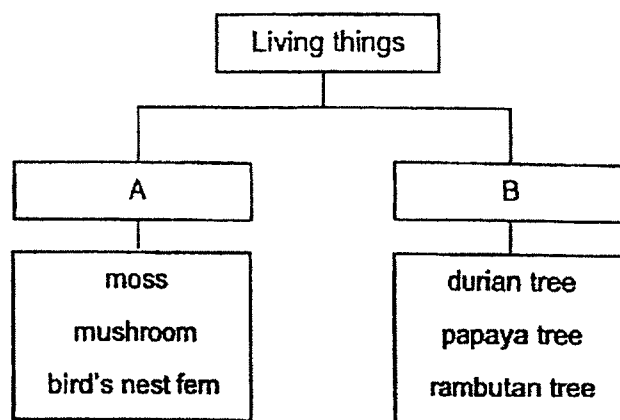 Living things
A
B
moss
mushroom
bird's nest fern
durian tree
papaya tree
rambutan tree